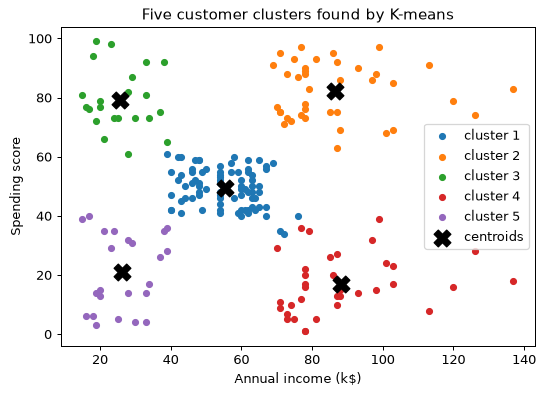 Five customer clusters found by K-means
100
80
60
40
20
0
Spending score
cluster 1
cluster 2
cluster 3
cluster 4
cluster 5
centroids
20
40
60
80
100
120
140
Annual income (k$)